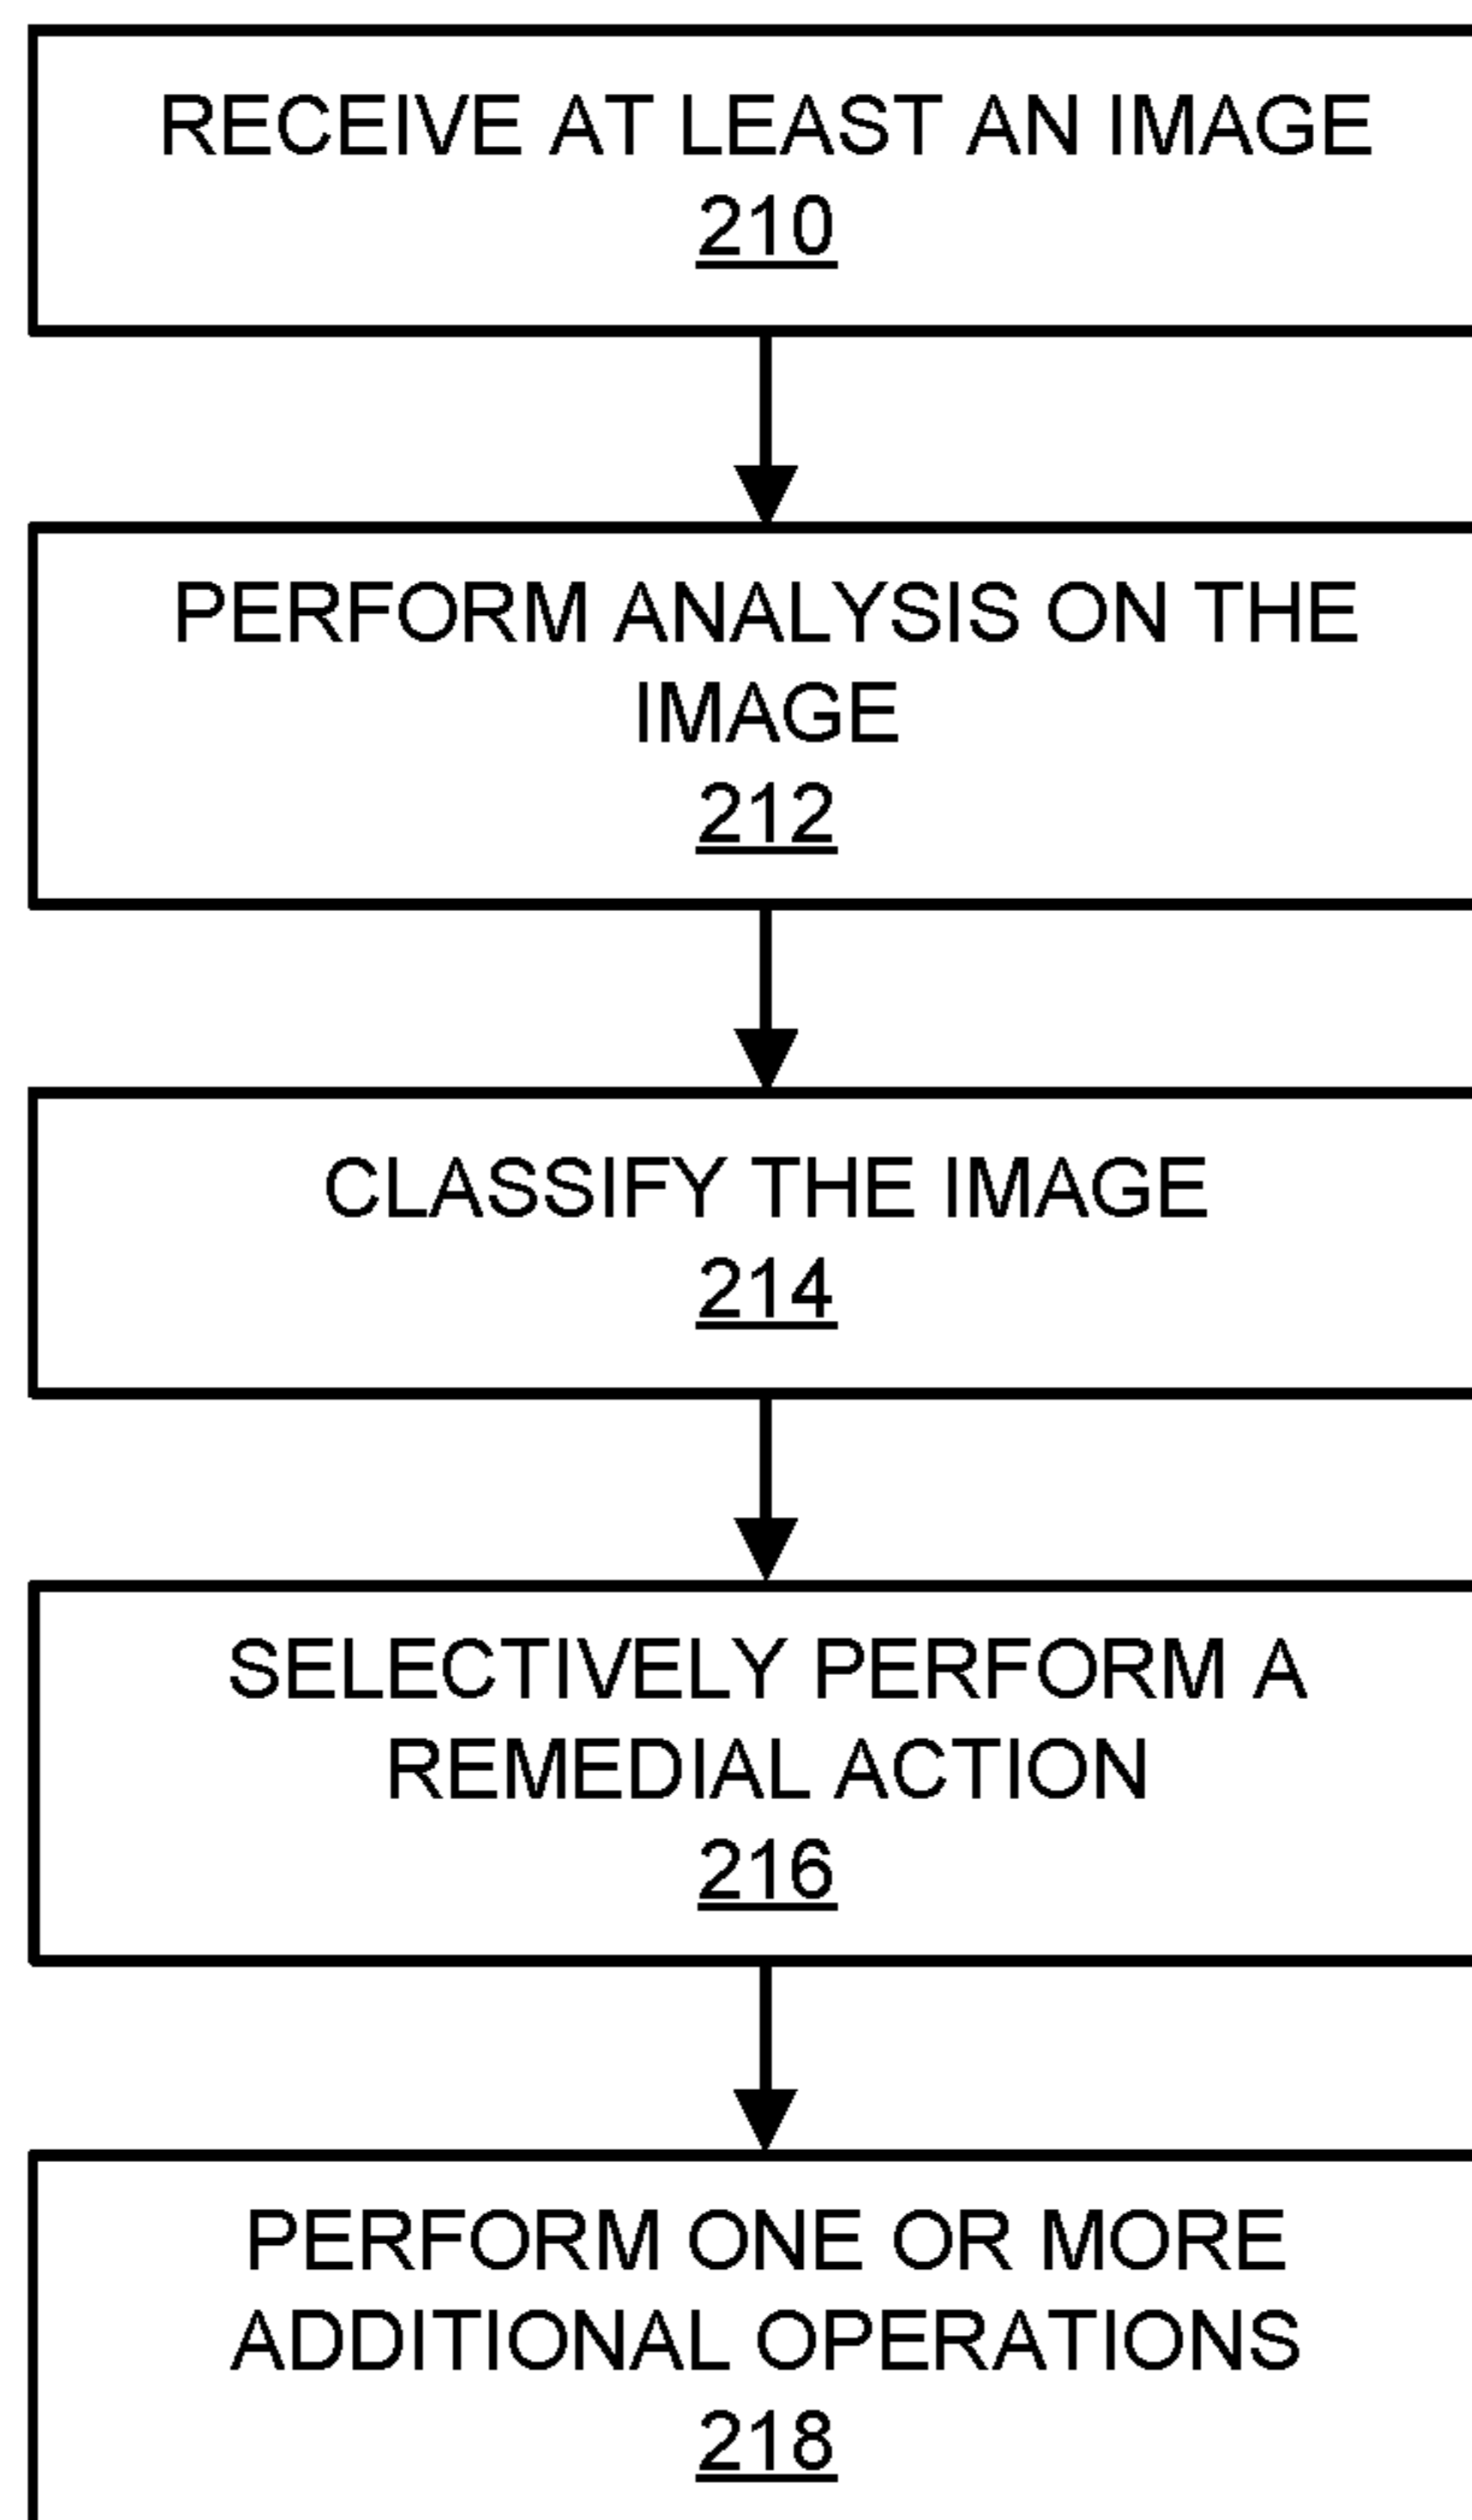 RECEIVE AT LEAST AN IMAGE
210
PERFORM ANALYSIS ON THE
IMAGE
212
CLASSIFY THE IMAGE
214
SELECTIVELY PERFORM A
REMEDIAL ACTION
216
PERFORM ONE OR MORE
ADDITIONAL OPERATIONS
218